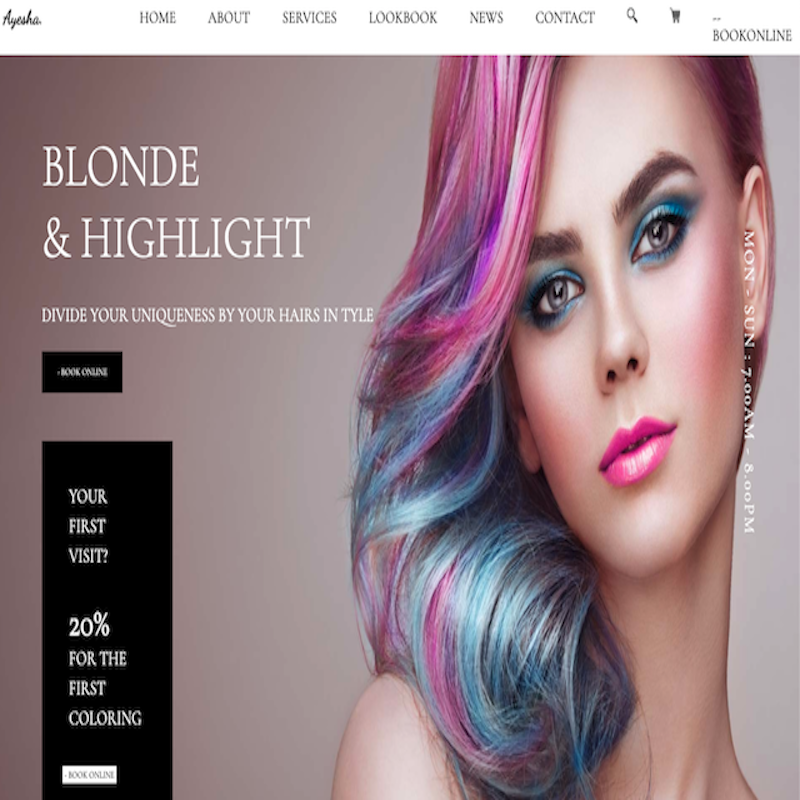 Ayesha.
HOME ABOUT SERVICES LOOKBOOK NEWS CONTACT
--
BOOKONLINE
BLONDE
& HIGHLIGHT
DIVIDE YOUR UNIQUENESS BY YOUR HAIRS IN TYLE
- BOOK ONLINE
YOUR
FIRST
VISIT?
20%
FOR THE
FIRST
COLORING
- BOOK ONLINE
MON - SUN : 7.00AM - 8.00PM